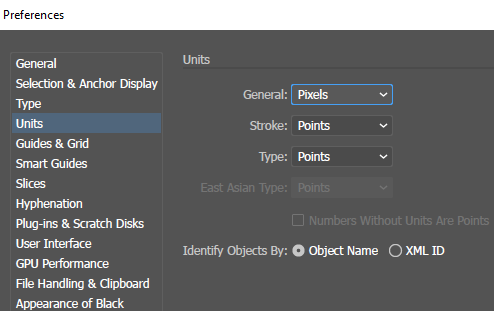 Preferences
General
Selection & Anchor Display
Type
Units
Guides & Grid
Smart Guides
Slices
Hyphenation
Plug-ins & Scratch Disks
User Interface
GPU Performance
File Handling & Clipboard
Appearance of Black
Units
General: Pixels
Stroke: Points
Type: Points
East Asian Type: Points
Numbers Without Units Are Points
Identify Objects By: Object Name XML ID